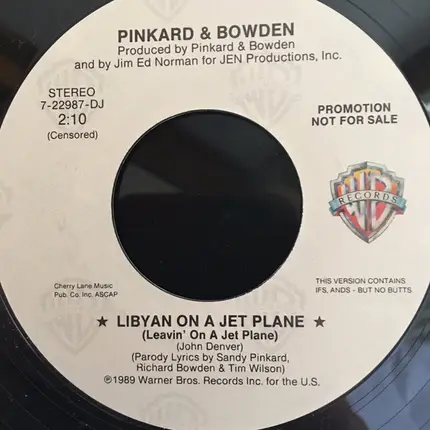 PINKARD & BOWDEN
Produced by Pinkard & Bowden
and by Jim Ed Norman for JEN Productions, Inc.
STEREO
7-22987-DJ
2:10
(Censored)
PROMOTION
NOT FOR SALE
WB
RECORDS
Cherry Lane Music
Pub. Co. Inc. ASCAP
THIS VERSION CONTAINS
IFS, ANDS - BUT NO BUTTS.
★ LIBYAN ON A JET PLANE ★
(Leavin' On A Jet Plane)
(John Denver)
(Parody Lyrics by Sandy Pinkard,
Richard Bowden & Tim Wilson)
℗1989 Warner Bros. Records Inc. for the U.S.